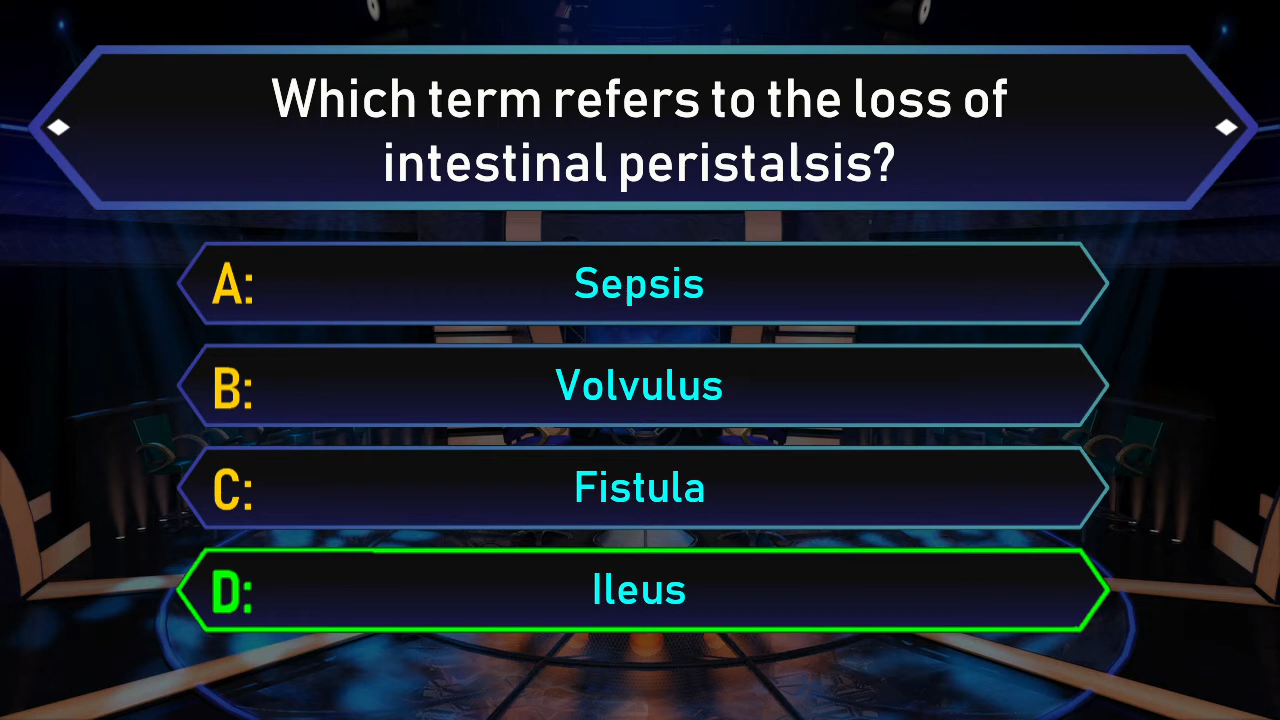 Which term refers to the loss of
intestinal peristalsis?
A: Sepsis
B: Volvulus
C: Fistula
D: Ileus